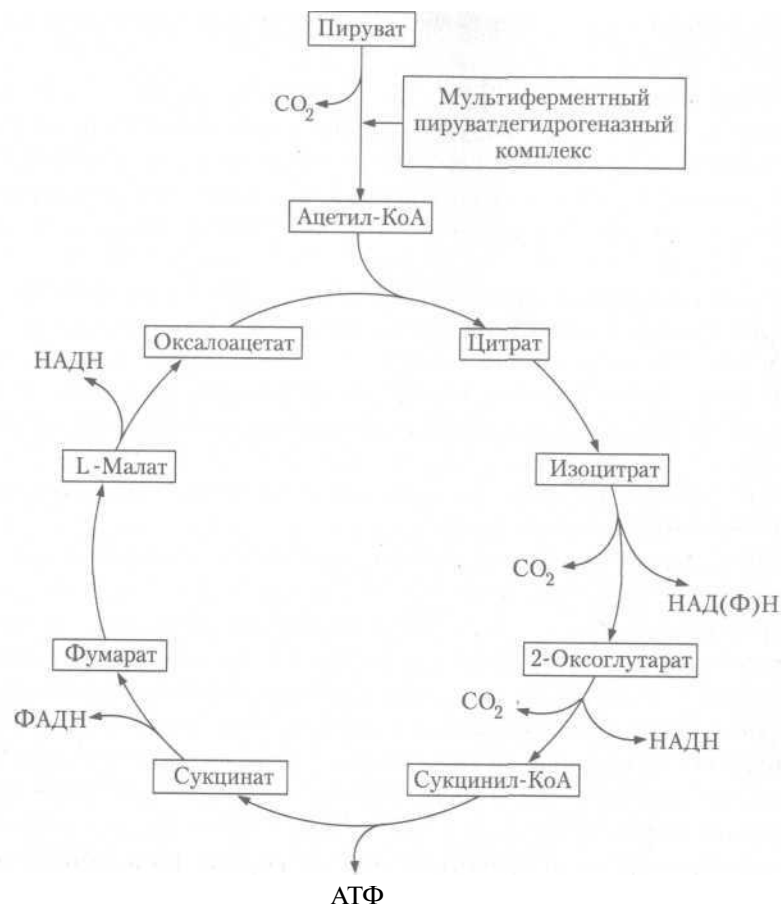 Пируват
CO2
Мультиферментный
пируватдегидрогеназный
комплекс
Ацетил-КоА
Оксалоацетат
Цитрат
НАДН
L-Малат
Изоцитрат
CO2
НАД(Ф)Н
Фумарат
2-Оксоглутарат
CO2
ФАДН
НАДН
Сукцинат
Сукцинил-КоА
АТФ